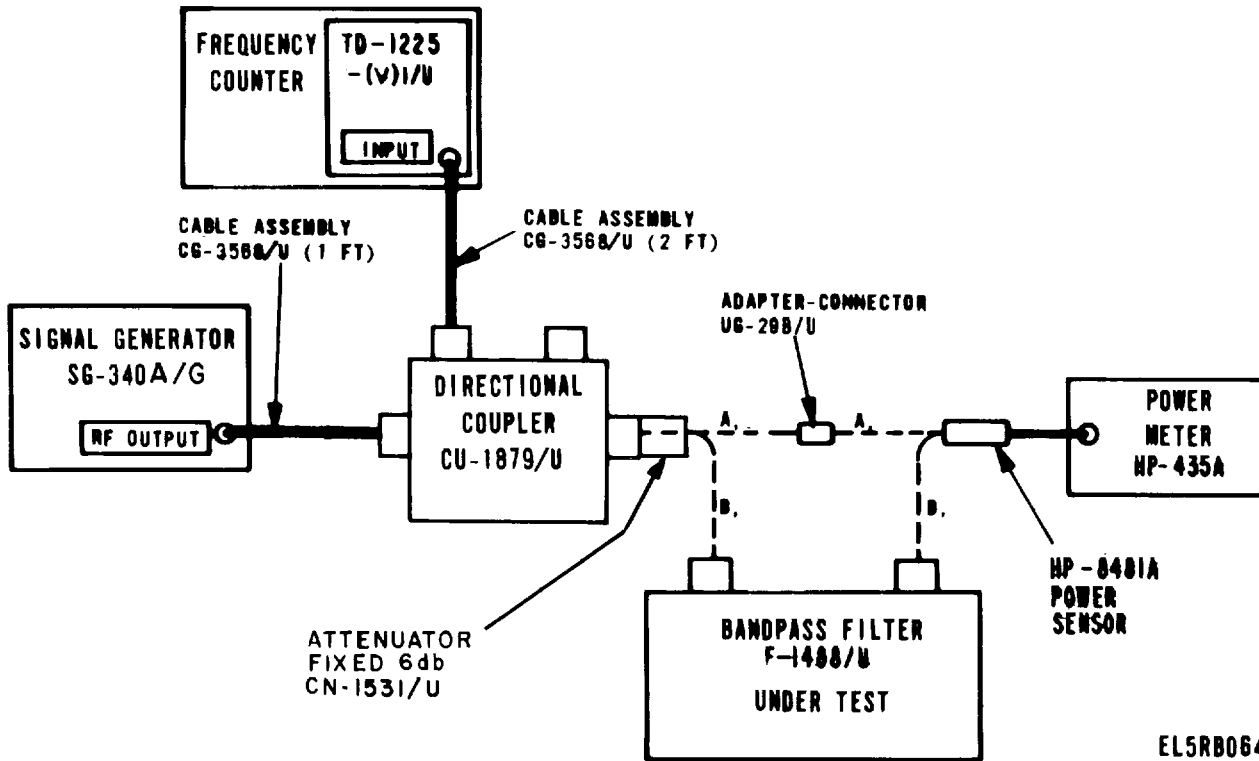 FREQUENCY
COUNTER
TD-1225
-(V)1/U
INPUT
CABLE ASSEMBLY
CG-3568/U (1 FT)
CABLE ASSEMBLY
CG-3568/U (2 FT)
ADAPTER-CONNECTOR
UG-29B/U
SIGNAL GENERATOR
SG-340A/G
RF OUTPUT
DIRECTIONAL
COUPLER
CU-1879/U
A.
A.
POWER
METER
HP-435A
B.
B.
HP-8481A
POWER
SENSOR
ATTENUATOR
FIXED 6db
CN-1531/U
BANDPASS FILTER
F-1488/U
UNDER TEST
EL5RB064